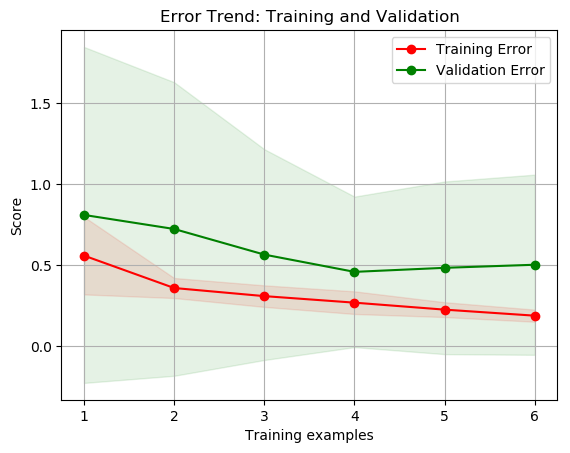 Error Trend: Training and Validation
Training Error
Validation Error
Score
1.5
1.0
0.5
0.0
1 2 3 4 5 6
Training examples